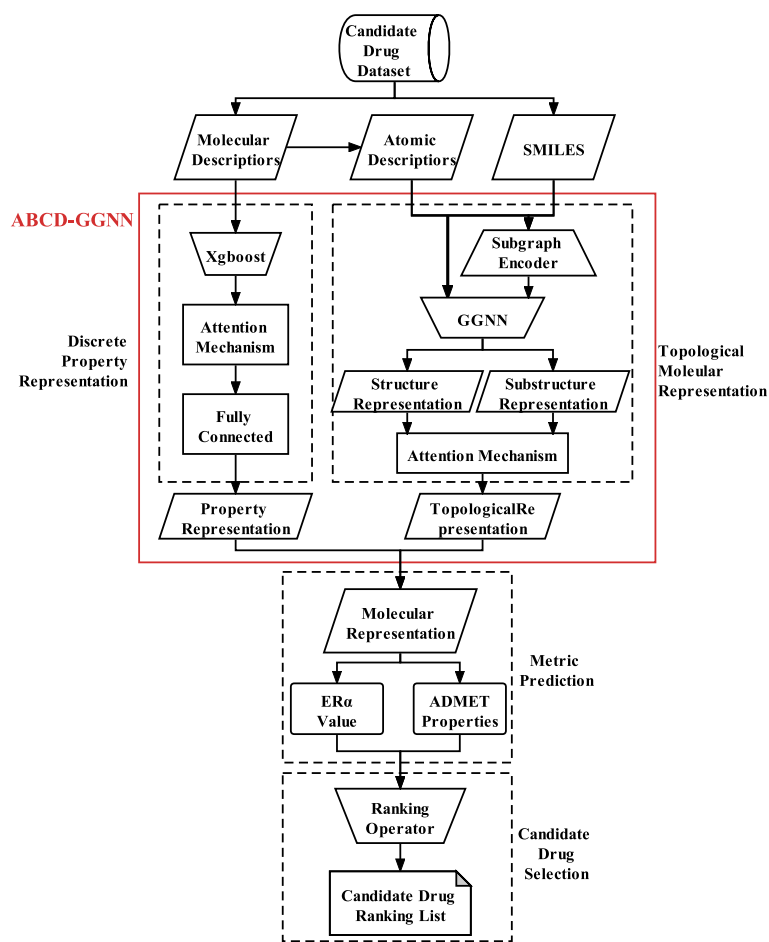 Candidate
Drug
Dataset
Molecular
Descriptiors
Atomic
Descriptiors
SMILES
ABCD-GGNN
Xgboost
Attention
Mechanism
Fully
Connected
Discrete
Property
Representation
Subgraph
Encoder
GGNN
Structure
Representation
Substructure
Representation
Attention Mechanism
Topological
Molecular
Representation
Property
Representation
TopologicalRe
presentation
Molecular
Representation
ERα
Value
ADMET
Properties
Metric
Prediction
Ranking
Operator
Candidate Drug
Ranking List
Candidate
Drug
Selection